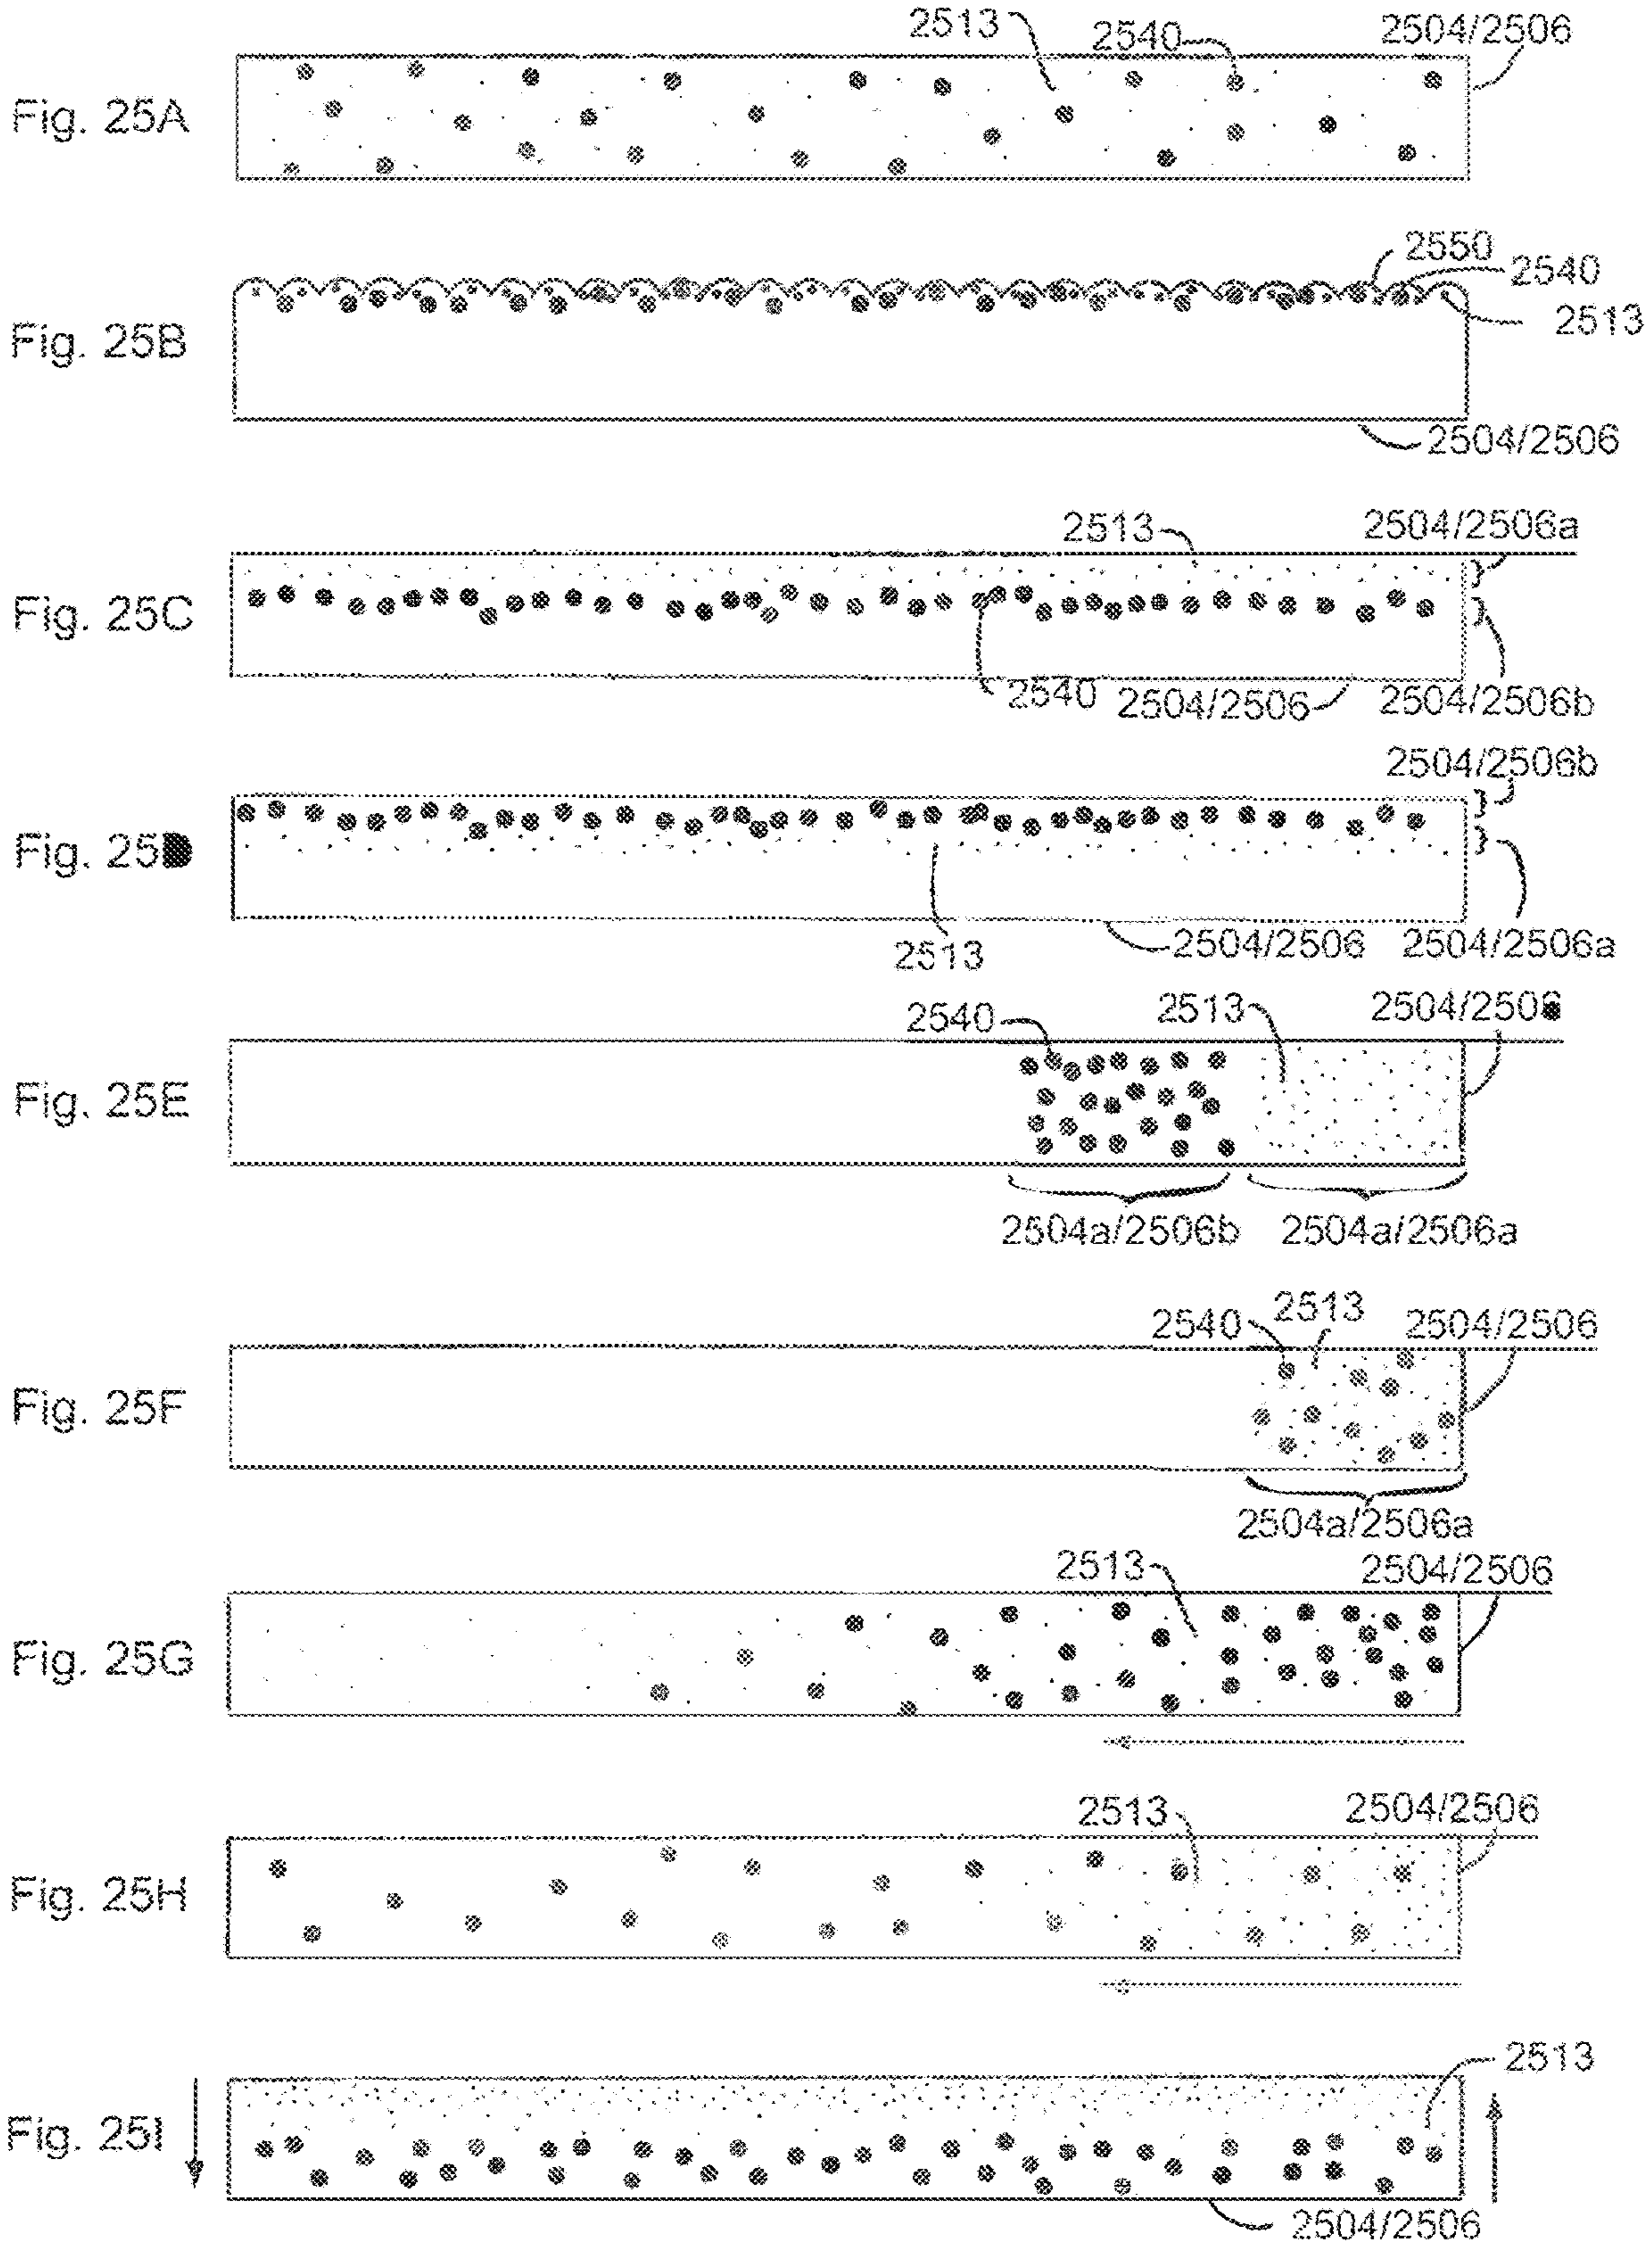 2513 2540 2504/2506
Fig. 25A
2550
2540
2513
Fig. 25B
2504/2506
2513 2504/2506a
Fig. 25C
2540 2504/2506 2504/2506b
2504/2506b
Fig. 25D
2513 2504/2506 2504/2506a
2540 2513 2504/2506
Fig. 25E
2504a/2506b 2504a/2506a
2540 2513 2504/2506
Fig. 25F
2504a/2506a
2513 2504/2506
Fig. 25G
2513 2504/2506
Fig. 25H
2513
Fig. 25I
2504/2506